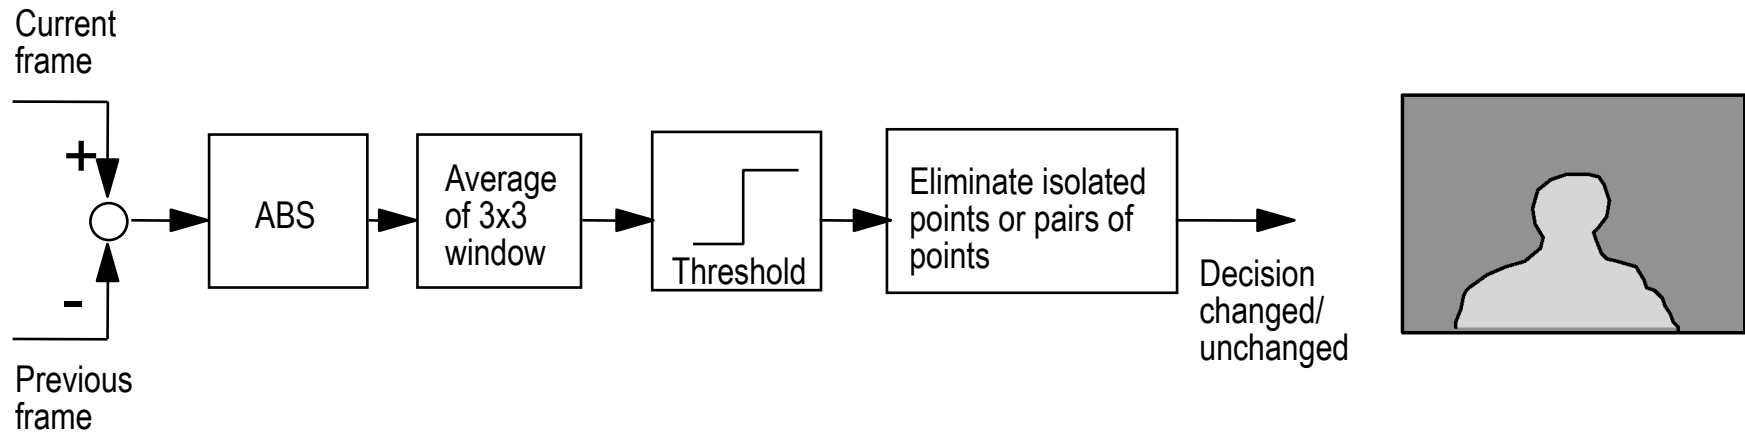 Current
frame
+
-
Previous
frame
ABS
Average
of 3x3
window
Threshold
Eliminate isolated
points or pairs of
points
Decision
changed/
unchanged